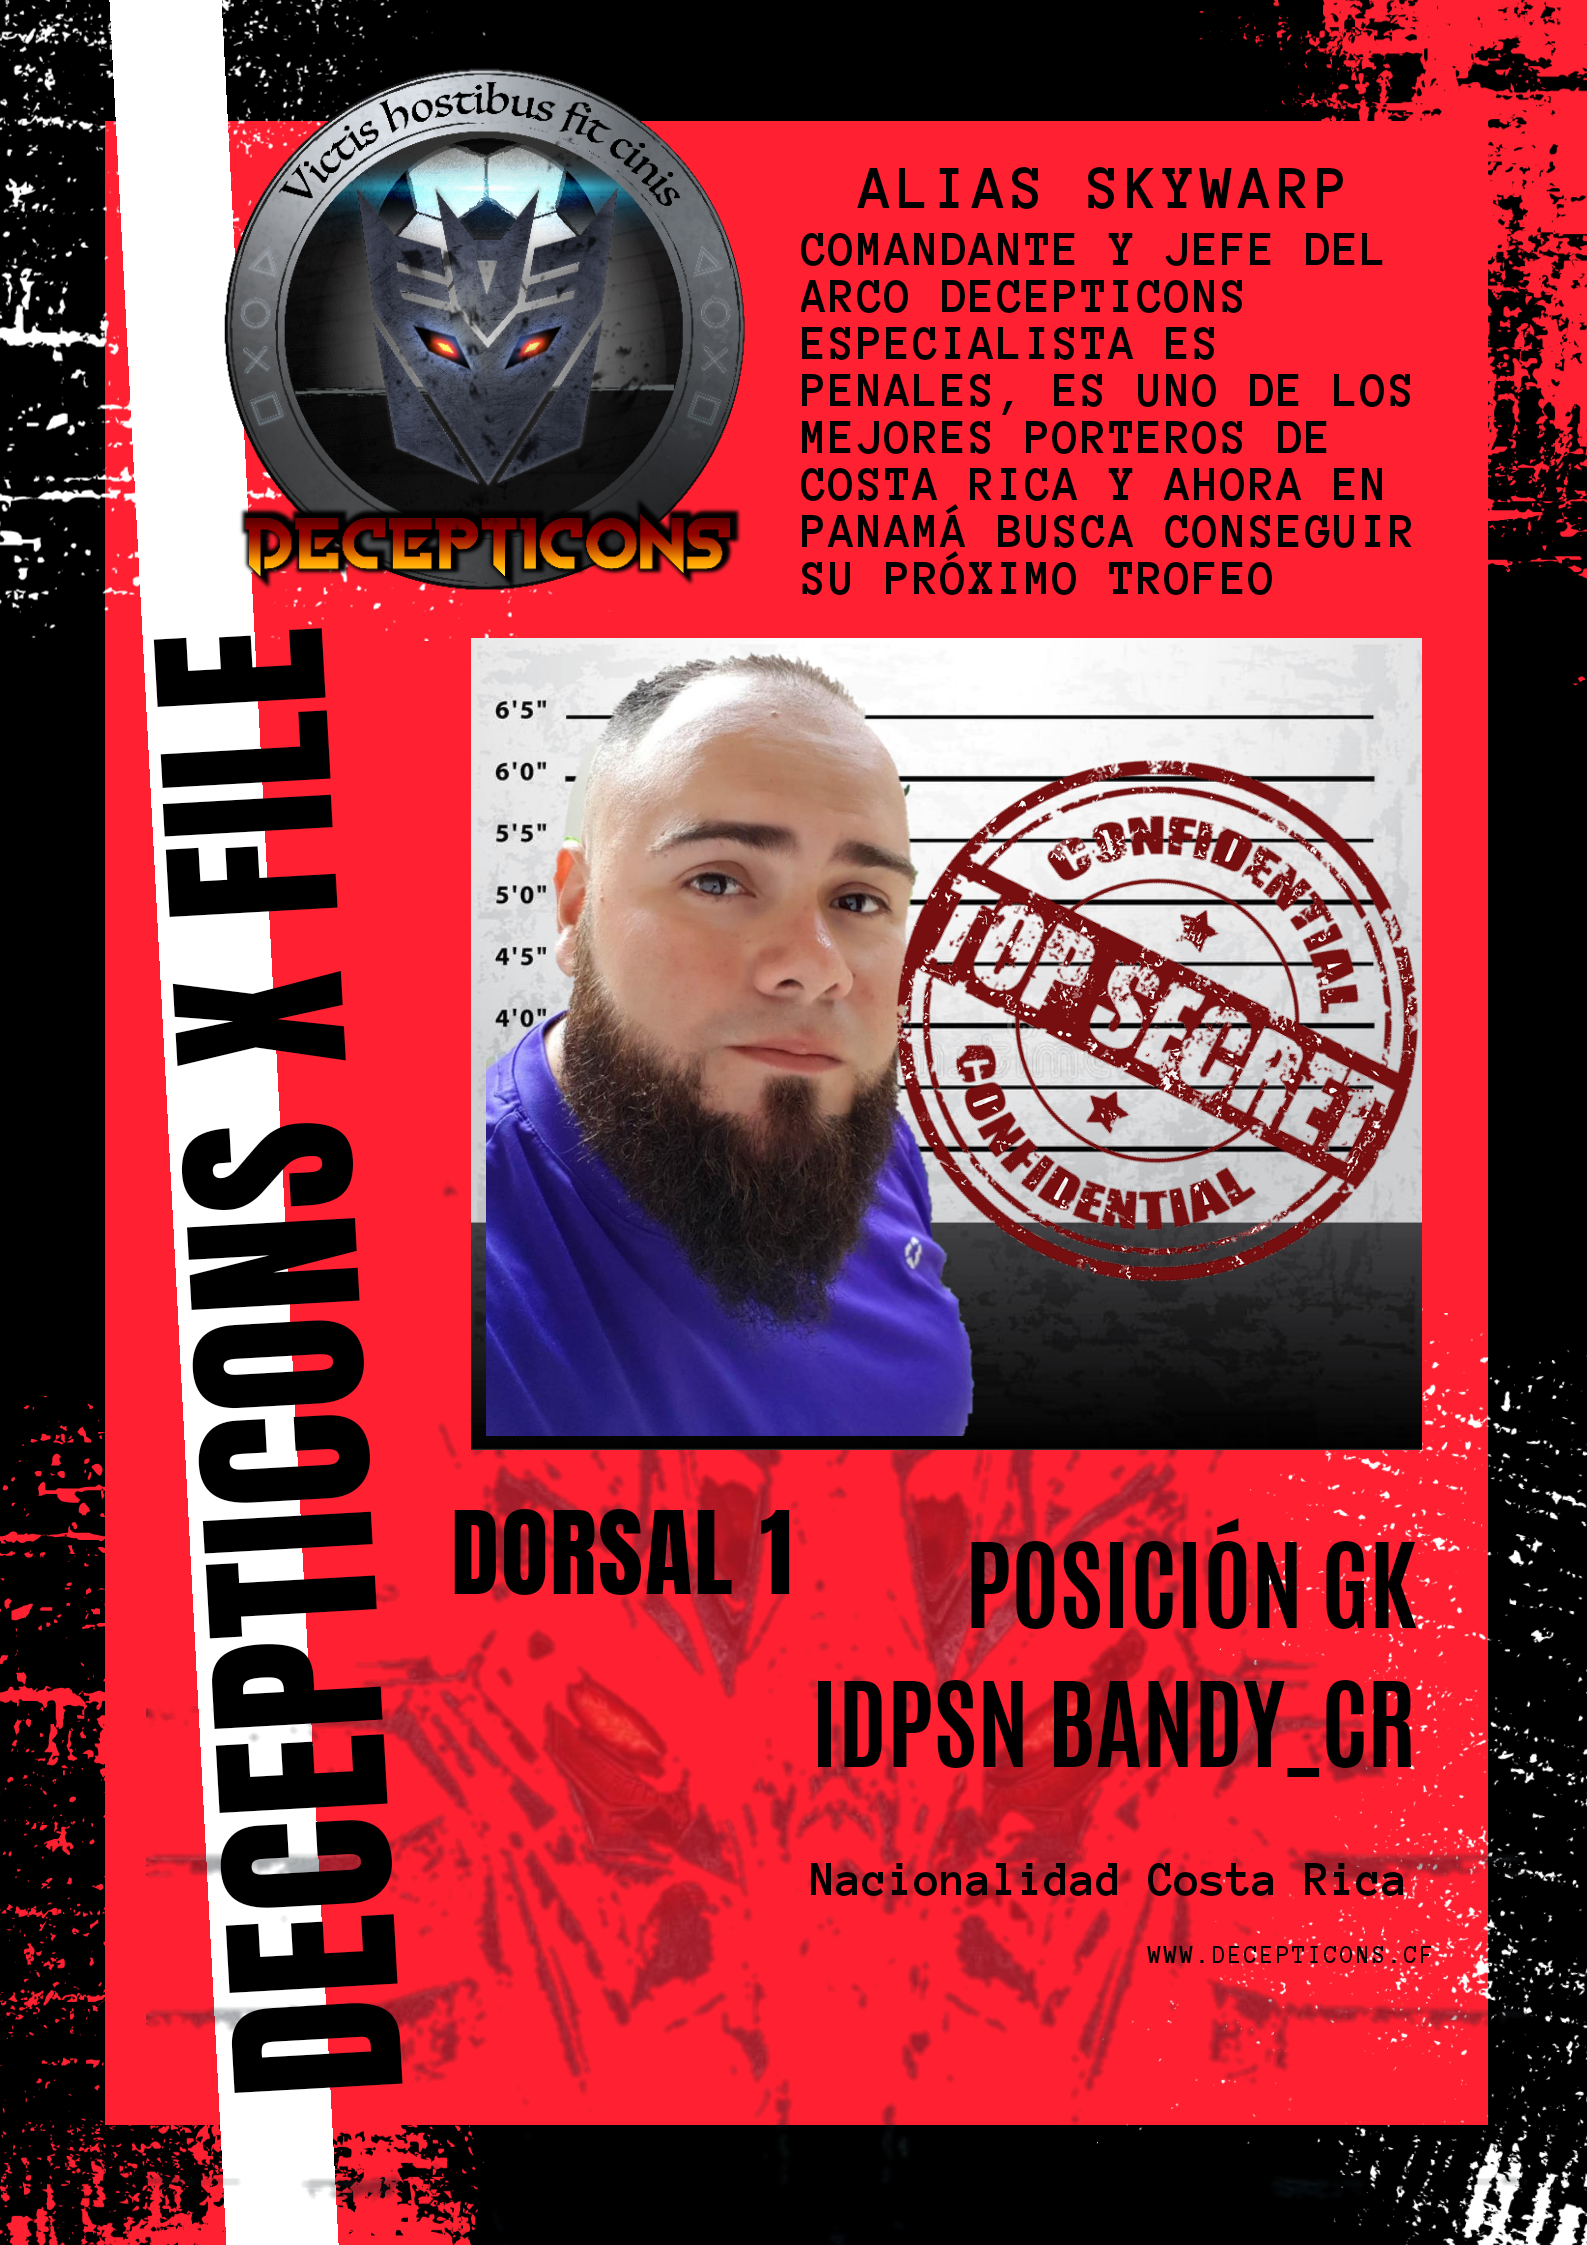 Victis hostibus fit cinis
DECEPTICONS
ALIAS SKYWARP
COMANDANTE Y JEFE DEL
ARCO DECEPTICONS
ESPECIALISTA ES
PENALES, ES UNO DE LOS
MEJORES PORTEROS DE
COSTA RICA Y AHORA EN
PANAMÁ BUSCA CONSEGUIR
SU PRÓXIMO TROFEO
DECEPTICONS X FILE
6'5"
6'0"
5'5"
5'0"
4'5"
4'0"
CONFIDENTIAL
TOP SECRET
CONFIDENTIAL
DORSAL 1
POSICIÓN GK
IDPSN BANDY_CR
Nacionalidad Costa Rica
WWW.DECEPTICONS.CF